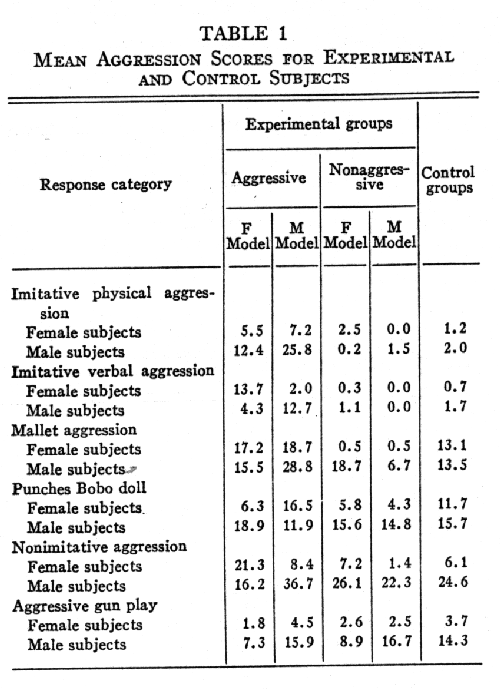 TABLE 1
MEAN AGGRESSION SCORES FOR EXPERIMENTAL
AND CONTROL SUBJECTS
Experimental groups
Response category Aggressive Nonaggres- Control
sive groups
F M F M
Model Model Model Model
Imitative physical aggres-
sion
Female subjects 5.5 7.2 2.5 0.0 1.2
Male subjects 12.4 25.8 0.2 1.5 2.0
Imitative verbal aggression
Female subjects 13.7 2.0 0.3 0.0 0.7
Male subjects 4.3 12.7 1.1 0.0 1.7
Mallet aggression
Female subjects 17.2 18.7 0.5 0.5 13.1
Male subjects 15.5 28.8 18.7 6.7 13.5
Punches Bobo doll
Female subjects 6.3 16.5 5.8 4.3 11.7
Male subjects 18.9 11.9 15.6 14.8 15.7
Nonimitative aggression
Female subjects 21.3 8.4 7.2 1.4 6.1
Male subjects 16.2 36.7 26.1 22.3 24.6
Aggressive gun play
Female subjects 1.8 4.5 2.6 2.5 3.7
Male subjects 7.3 15.9 8.9 16.7 14.3